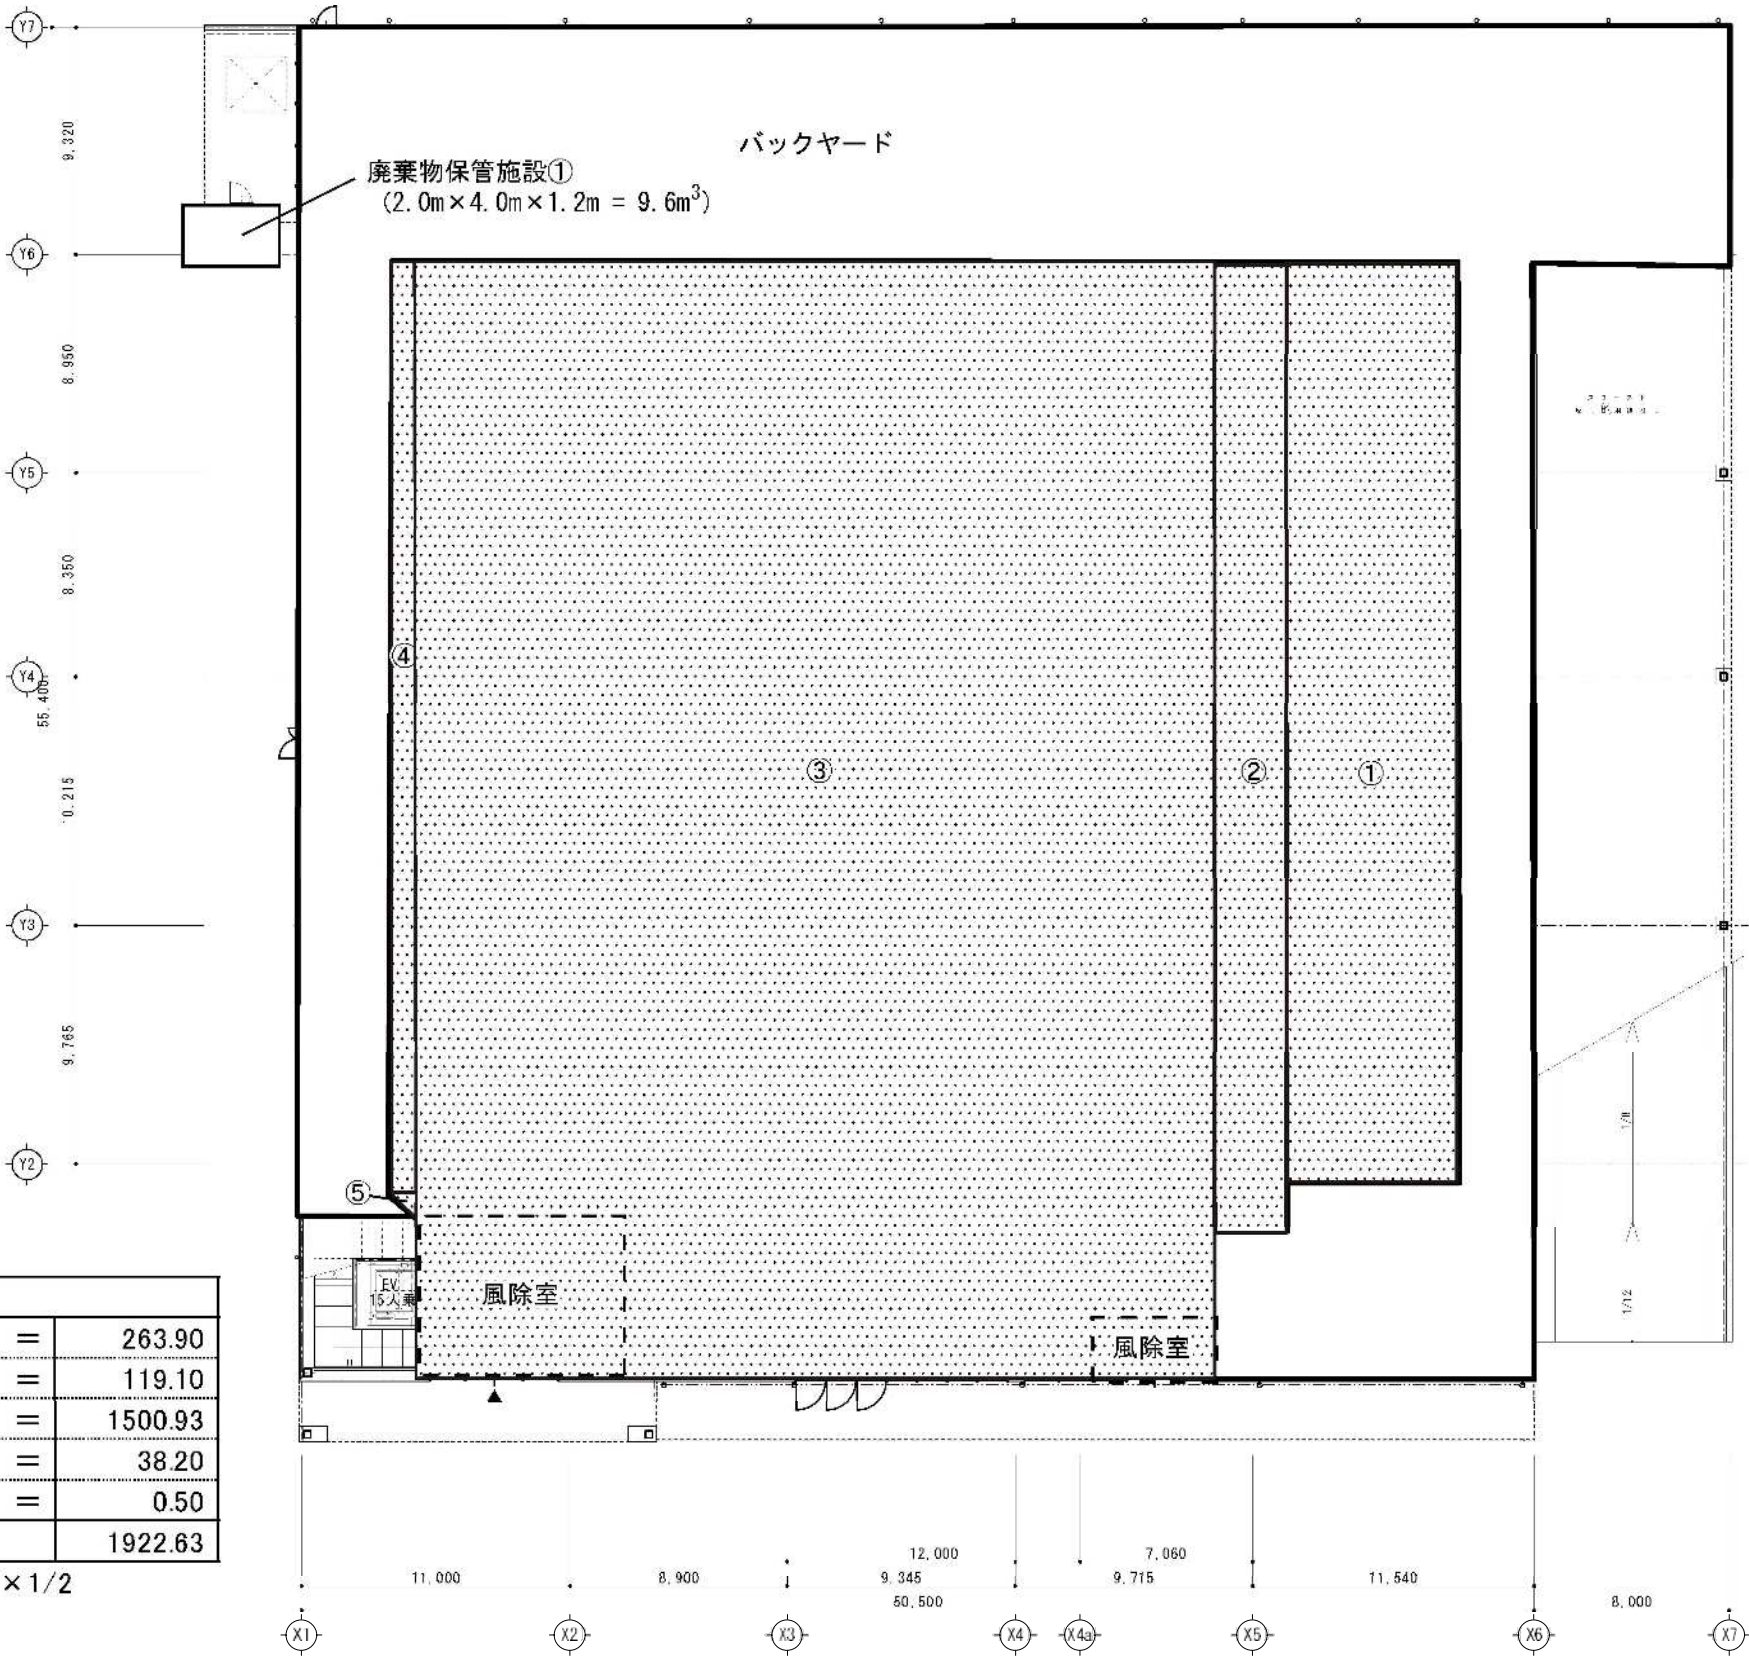 Y7
9,320
バックヤード
廃棄物保管施設①
(2.0m×4.0m×1.2m = 9.6m³)
Y6
8,950
Y5
8,350
④
Y4
55,400
③
②
①
0,215
Y3
9,765
1/8
Y2
⑤
EV
15人乗
風除室
1/12
風除室
= 263.90
= 119.10
= 1500.93
= 38.20
= 0.50
1922.63
×1/2
12,000
7,060
11,000
8,900
9,345
9,715
11,540
50,500
8,000
X1
X2
X3
X4
X4a
X5
X6
X7